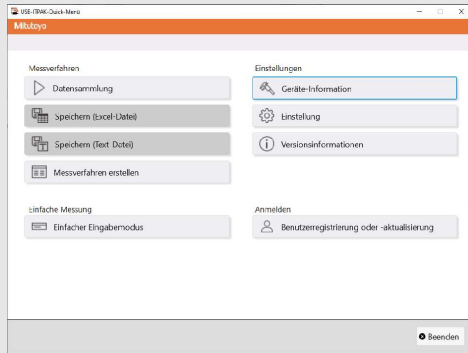 USB-ITPAK-Quick-Menü
Mitutoyo
Messverfahren
Datensammlung
Speichern (Excel-Datei)
Speichern (Text Datei)
Messverfahren erstellen
Einfache Messung
Einfacher Eingabemodus
Einstellungen
Geräte-Information
Einstellung
Versionsinformationen
Anmelden
Benutzerregistrierung oder -aktualisierung
Beenden